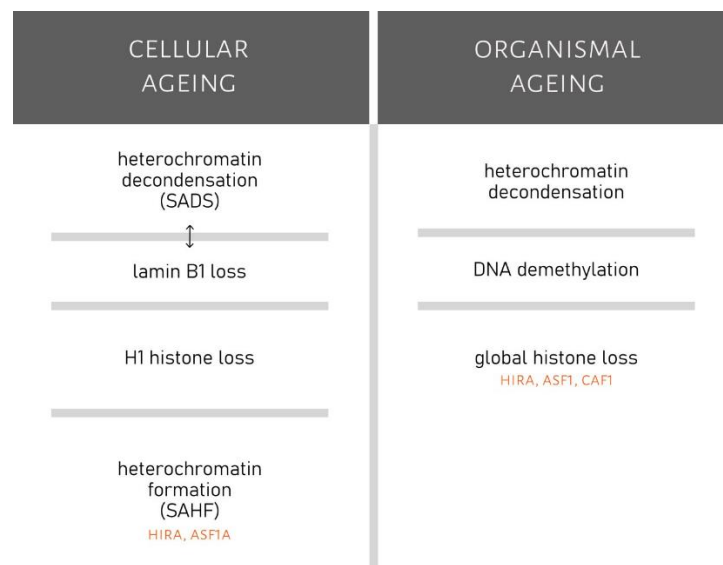 CELLULAR
AGEING
heterochromatin
decondensation
(SADS)
lamin B1 loss
H1 histone loss
heterochromatin
formation
(SAHF)
HIRA, ASF1A
ORGANISMAL
AGEING
heterochromatin
decondensation
DNA demethylation
global histone loss
HIRA, ASF1, CAF1